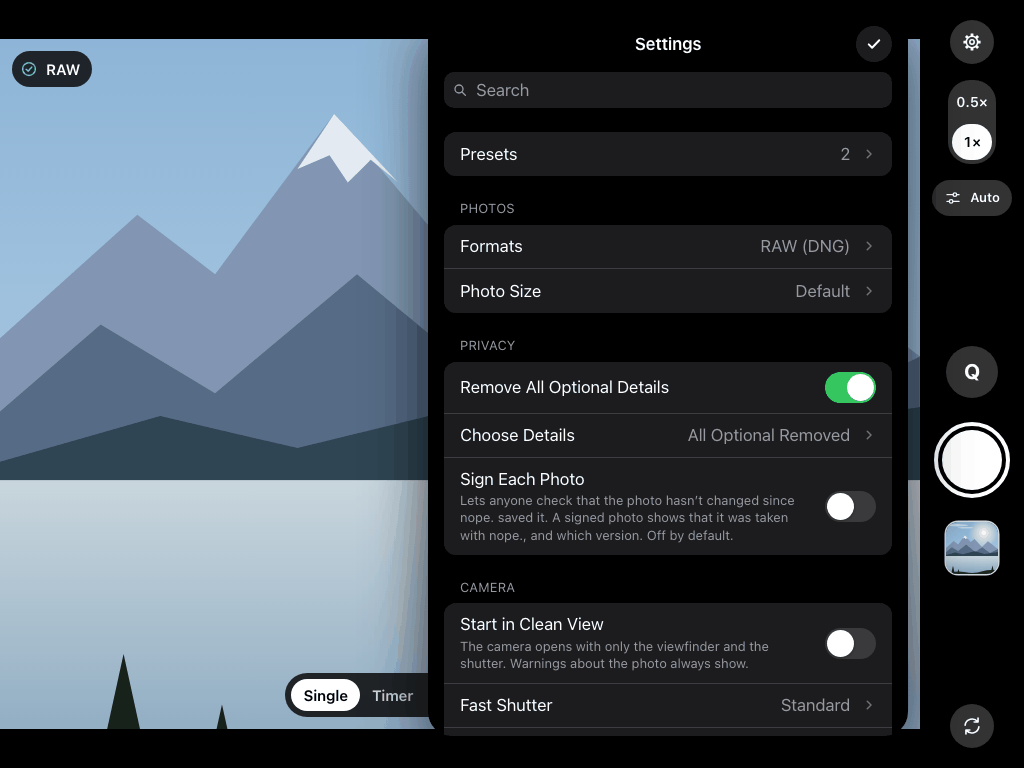 RAW
Settings
Search
Presets 2
PHOTOS
Formats RAW (DNG)
Photo Size Default
PRIVACY
Remove All Optional Details
Choose Details All Optional Removed
Sign Each Photo
Lets anyone check that the photo hasn’t changed since
nope. saved it. A signed photo shows that it was taken
with nope., and which version. Off by default.
CAMERA
Start in Clean View
The camera opens with only the viewfinder and the
shutter. Warnings about the photo always show.
Fast Shutter Standard
Single Timer
0.5×
1×
Auto
Q